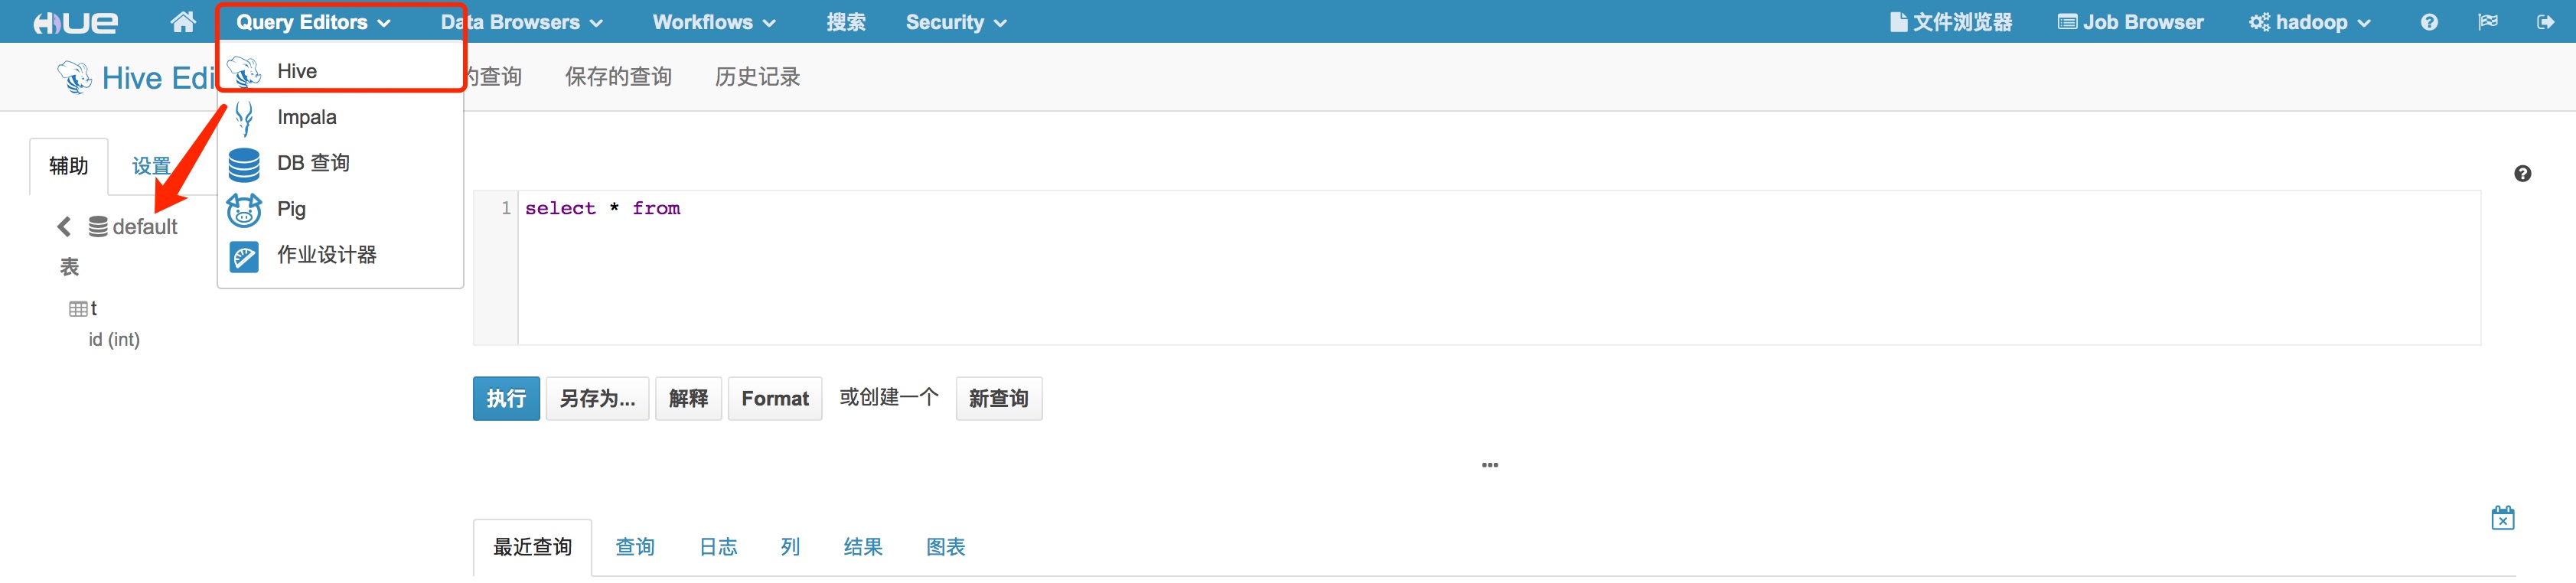 HUE Query Editors Data Browsers Workflows 搜索 Security 文件浏览器 Job Browser hadoop
Hive Edi 的查询 保存的查询 历史记录
Hive
Impala
DB 查询
Pig
作业设计器
辅助 设置
default
表
t
id (int)
1 select * from
执行 另存为... 解释 Format 或创建一个 新查询
最近查询 查询 日志 列 结果 图表